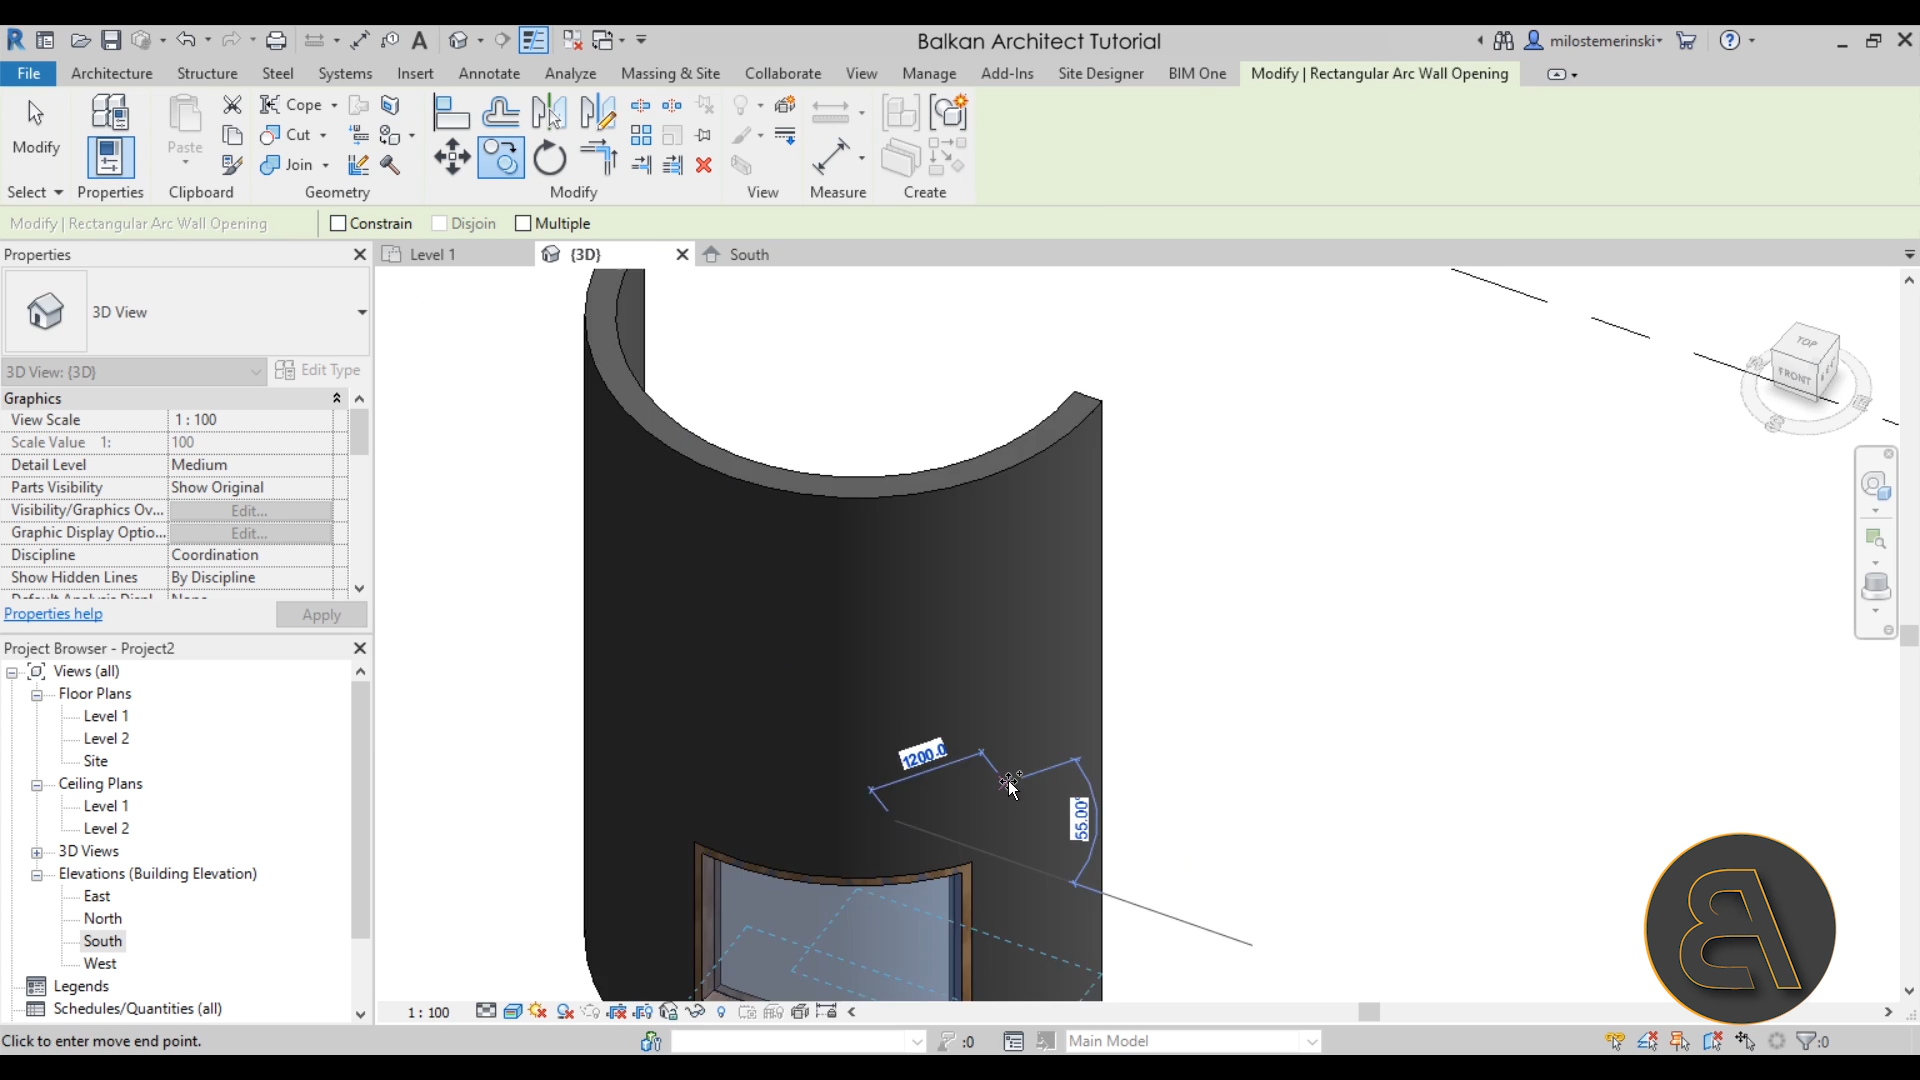 Balkan Architect Tutorial
milostemerinski
File Architecture Structure Steel Systems Insert Annotate Analyze Massing & Site Collaborate View Manage Add-Ins Site Designer BIM One Modify | Rectangular Arc Wall Opening
Modify
Paste
Cope
Cut
Join
Select Properties Clipboard Geometry Modify View Measure Create
Modify | Rectangular Arc Wall Opening Constrain Disjoin Multiple
Properties
Level 1 {3D} South
3D View
3D View: {3D} Edit Type
Graphics
View Scale 1 : 100
Scale Value 1: 100
Detail Level Medium
Parts Visibility Show Original
Visibility/Graphics Ov... Edit...
Graphic Display Optio... Edit...
Discipline Coordination
Show Hidden Lines By Discipline
Properties help Apply
TOP
FRONT
1200.0
55.00°
Project Browser - Project2
Views (all)
Floor Plans
Level 1
Level 2
Site
Ceiling Plans
Level 1
Level 2
3D Views
Elevations (Building Elevation)
East
North
South
West
Legends
Schedules/Quantities (all)
1 : 100
Click to enter move end point. :0 Main Model :0